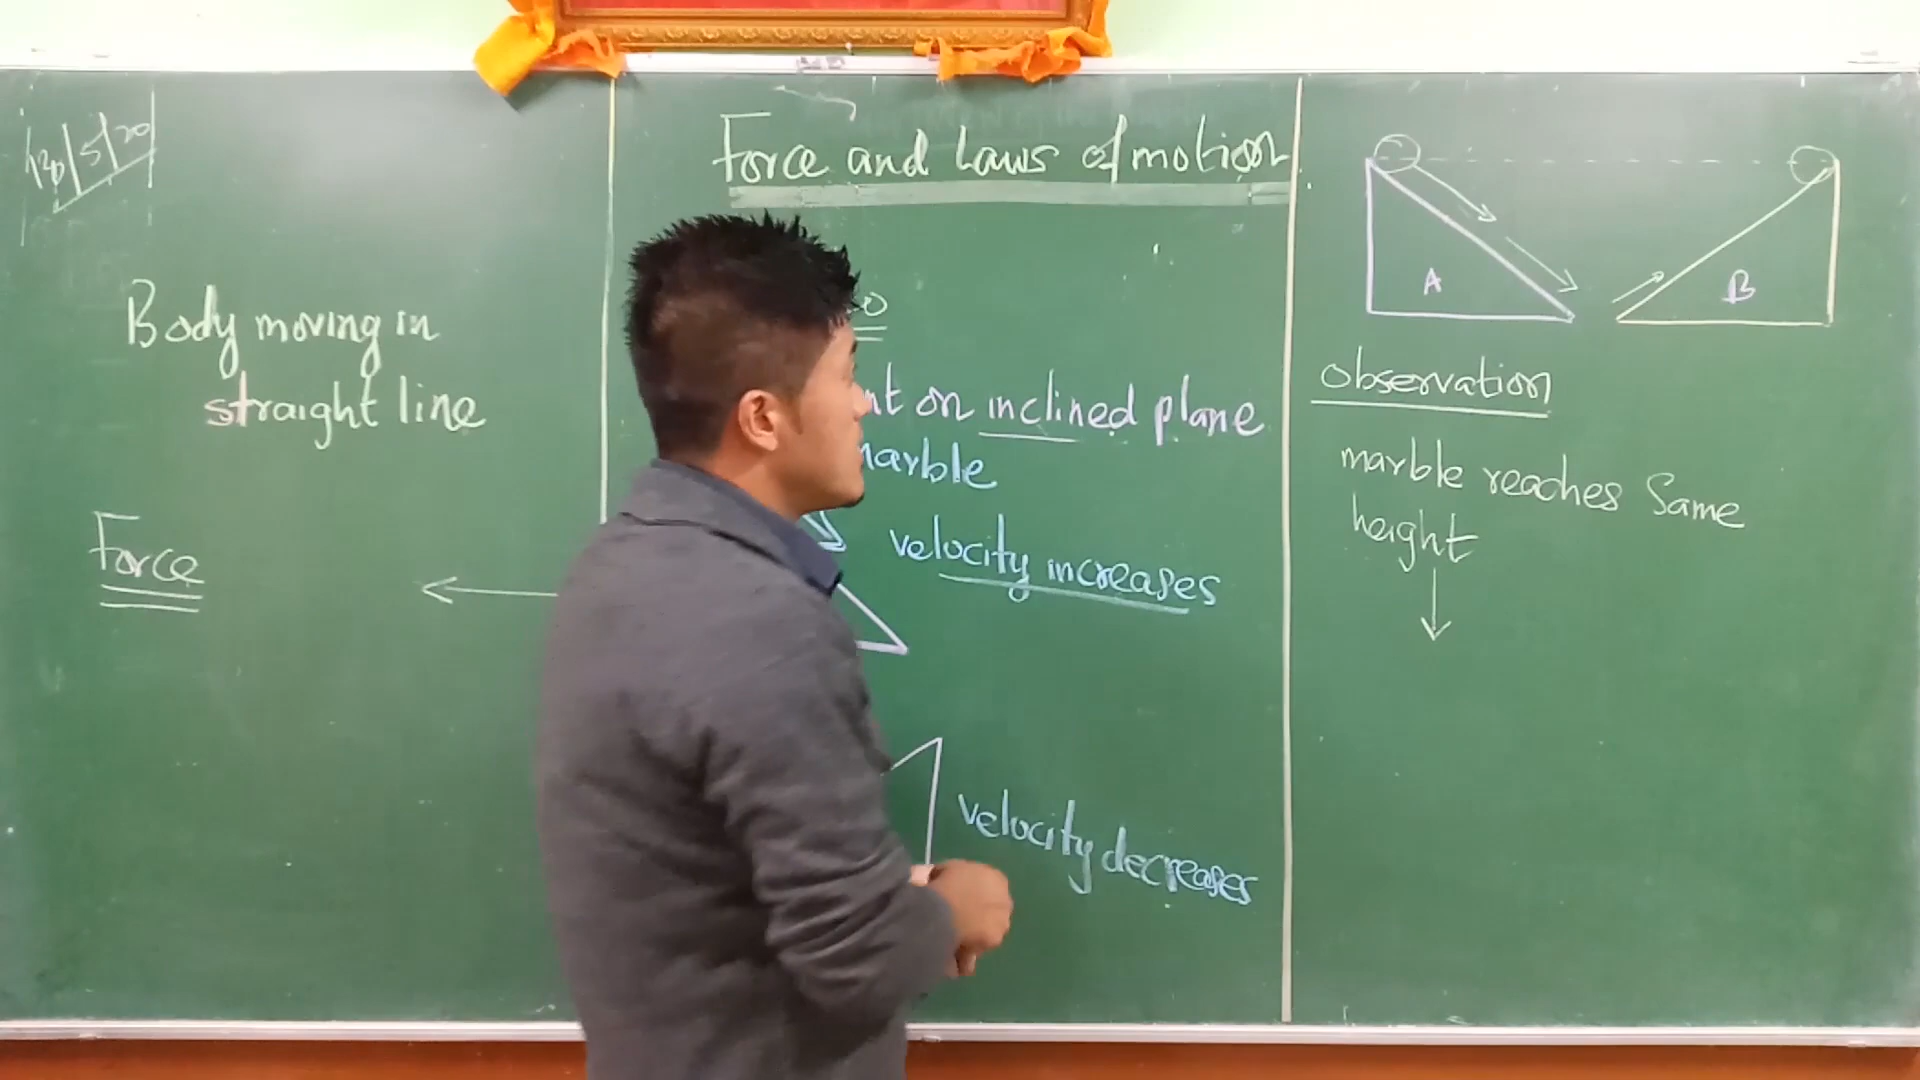 Body moving in
straight line
Force
Force and Laws of motion
on inclined plane
marble
velocity increases
velocity decreases
A
B
Observation
marble reaches Same
height